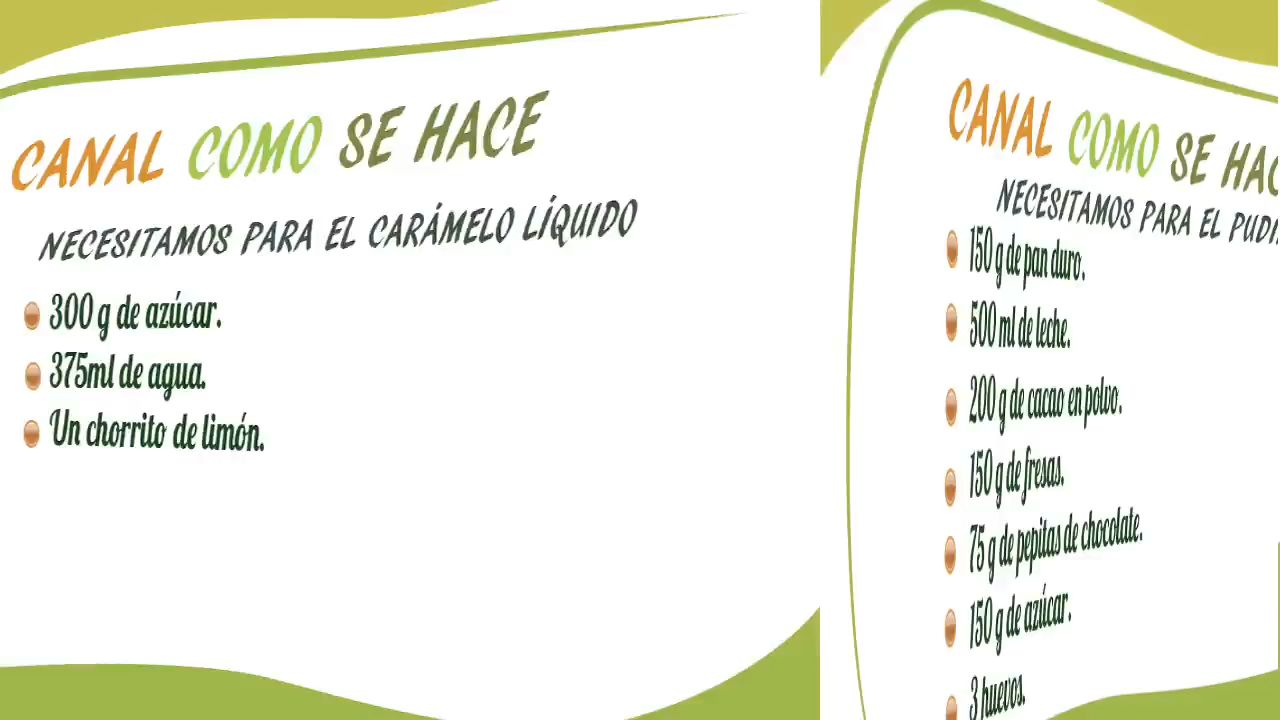 CANAL COMO SE HACE
NECESITAMOS PARA EL CARÁMELO LÍQUIDO
300 g de azúcar.
375ml de agua.
Un chorrito de limón.
CANAL COMO SE HAC
NECESITAMOS PARA EL PUDI
150 g de pan duro.
500 ml de leche.
200 g de cacao en polvo.
150 g de fresas.
75 g de pepitas de chocolate.
150 g de azúcar.
3 huevos.